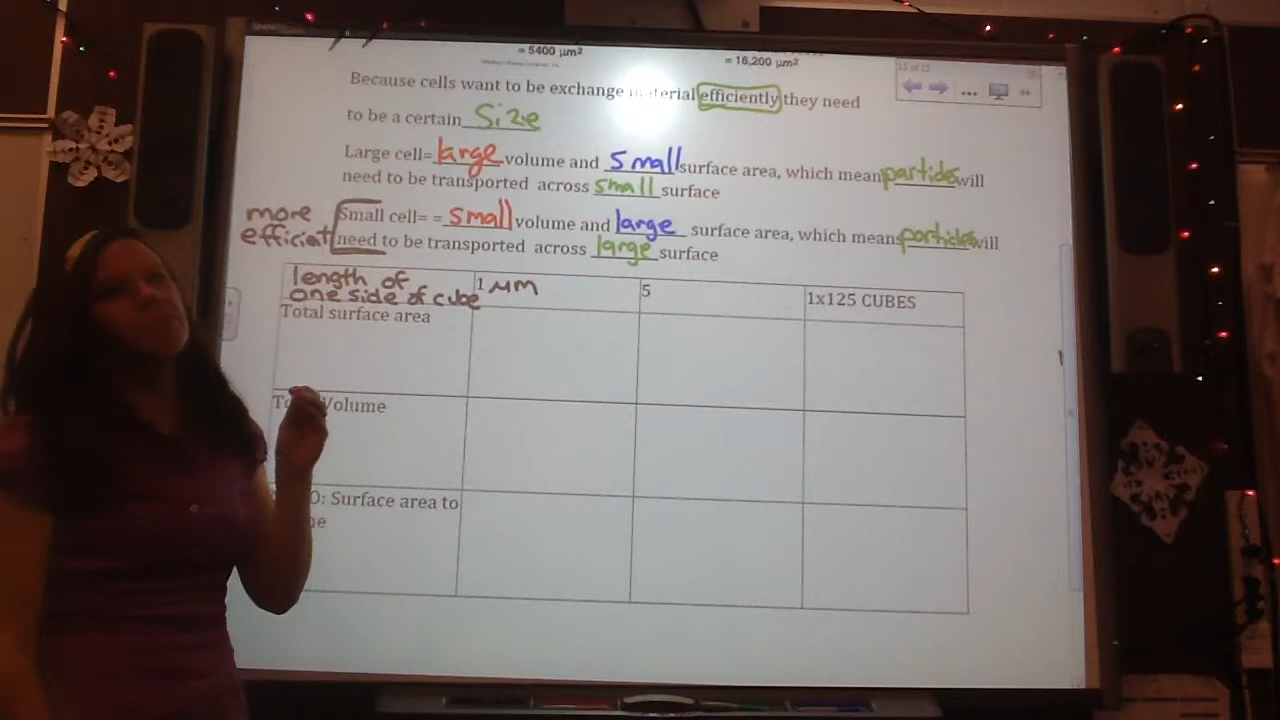 = 5400 μm²
= 16,200 μm²
13 of 15
Because cells want to be exchange material efficiently they need
to be a certain size
Large cell= large volume and small surface area, which mean particles will
need to be transported across small surface
more
efficient
Small cell= = small volume and large surface area, which means particles will
need to be transported across large surface
length of
one side of cube
1 μm
5
1x125 CUBES
Total surface area
Volume
O: Surface area to